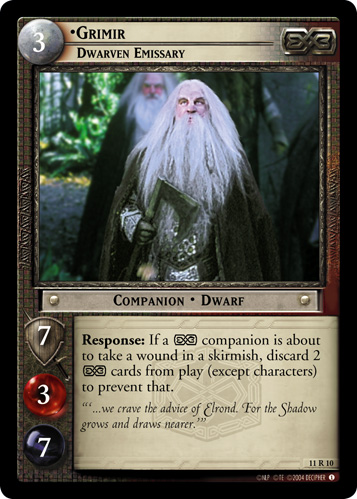 3
•Grimir
Dwarven Emissary
Companion • Dwarf
7
3
7
Response: If a companion is about
to take a wound in a skirmish, discard 2
cards from play (except characters)
to prevent that.
“‘...we crave the advice of Elrond. For the Shadow
grows and draws nearer.’”
11 R 10
©NLP ©TE ©2004 DECIPHER